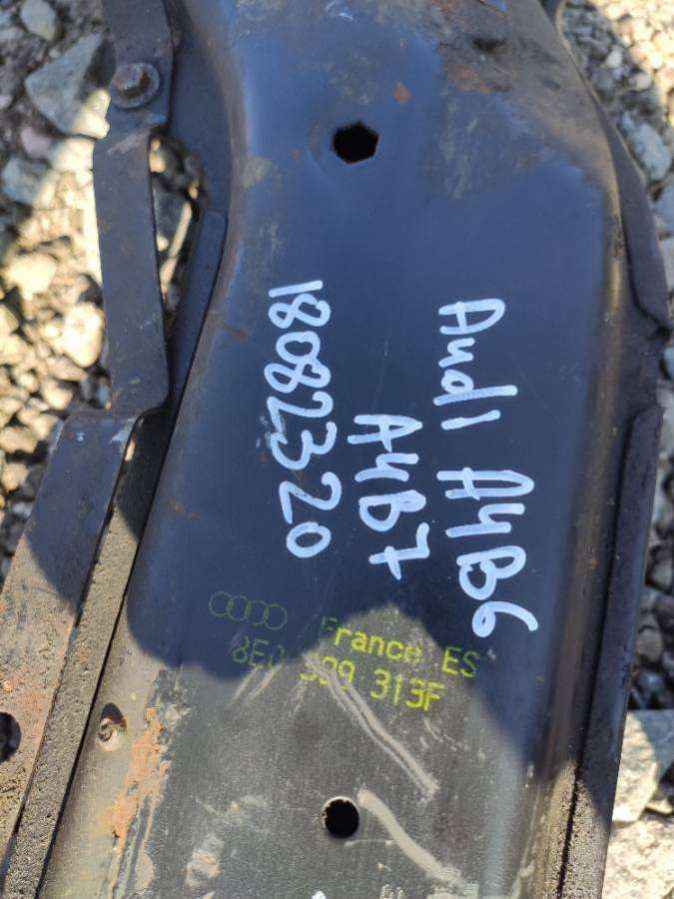 Audi A4B6
A4B7
18082320
France ES
8E0 399 313F